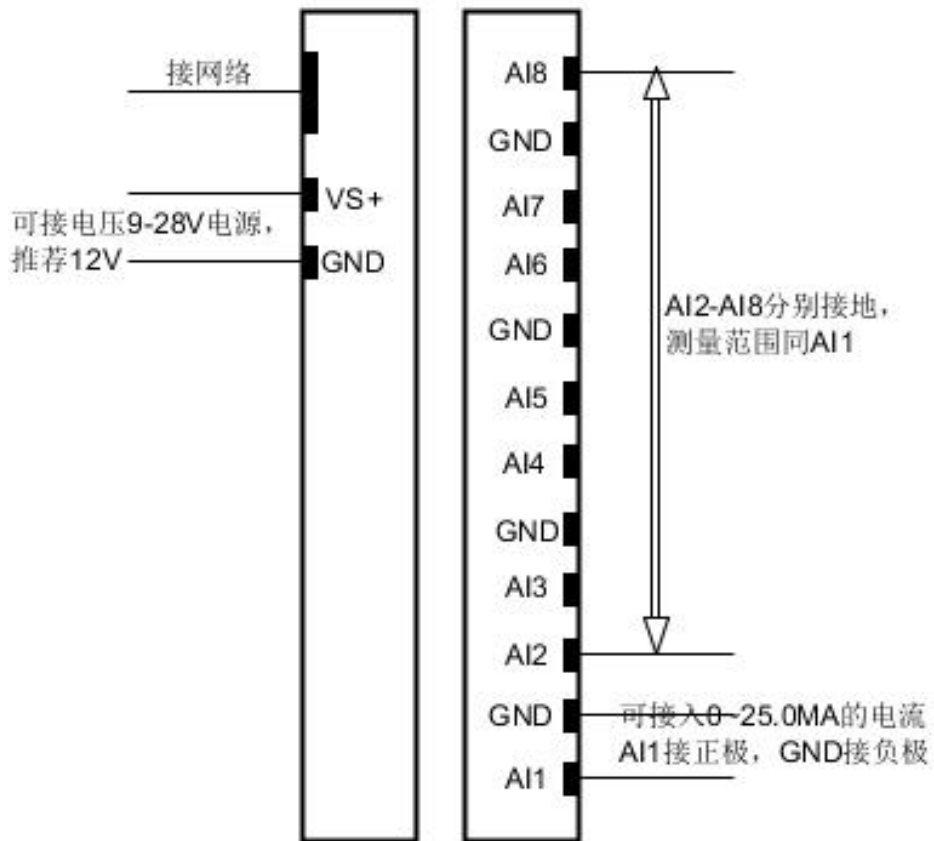 接网络
VS+
可接电压9-28V电源，
推荐12V
GND
AI8
GND
AI7
AI6
GND
AI5
AI4
GND
AI3
AI2
GND
AI1
AI2-AI8分别接地，
测量范围同AI1
可接入0~25.0MA的电流
AI1接正极，GND接负极